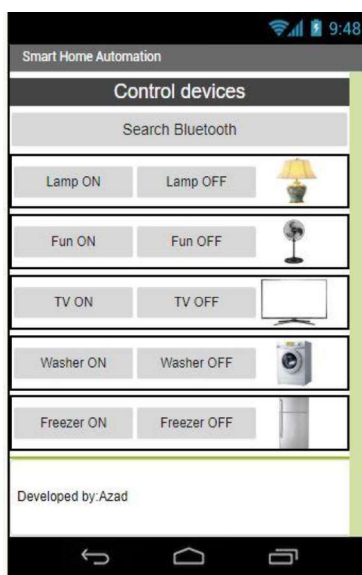 9:48
Smart Home Automation
Control devices
Search Bluetooth
Lamp ON Lamp OFF
Fun ON Fun OFF
TV ON TV OFF
Washer ON Washer OFF
Freezer ON Freezer OFF
Developed by:Azad